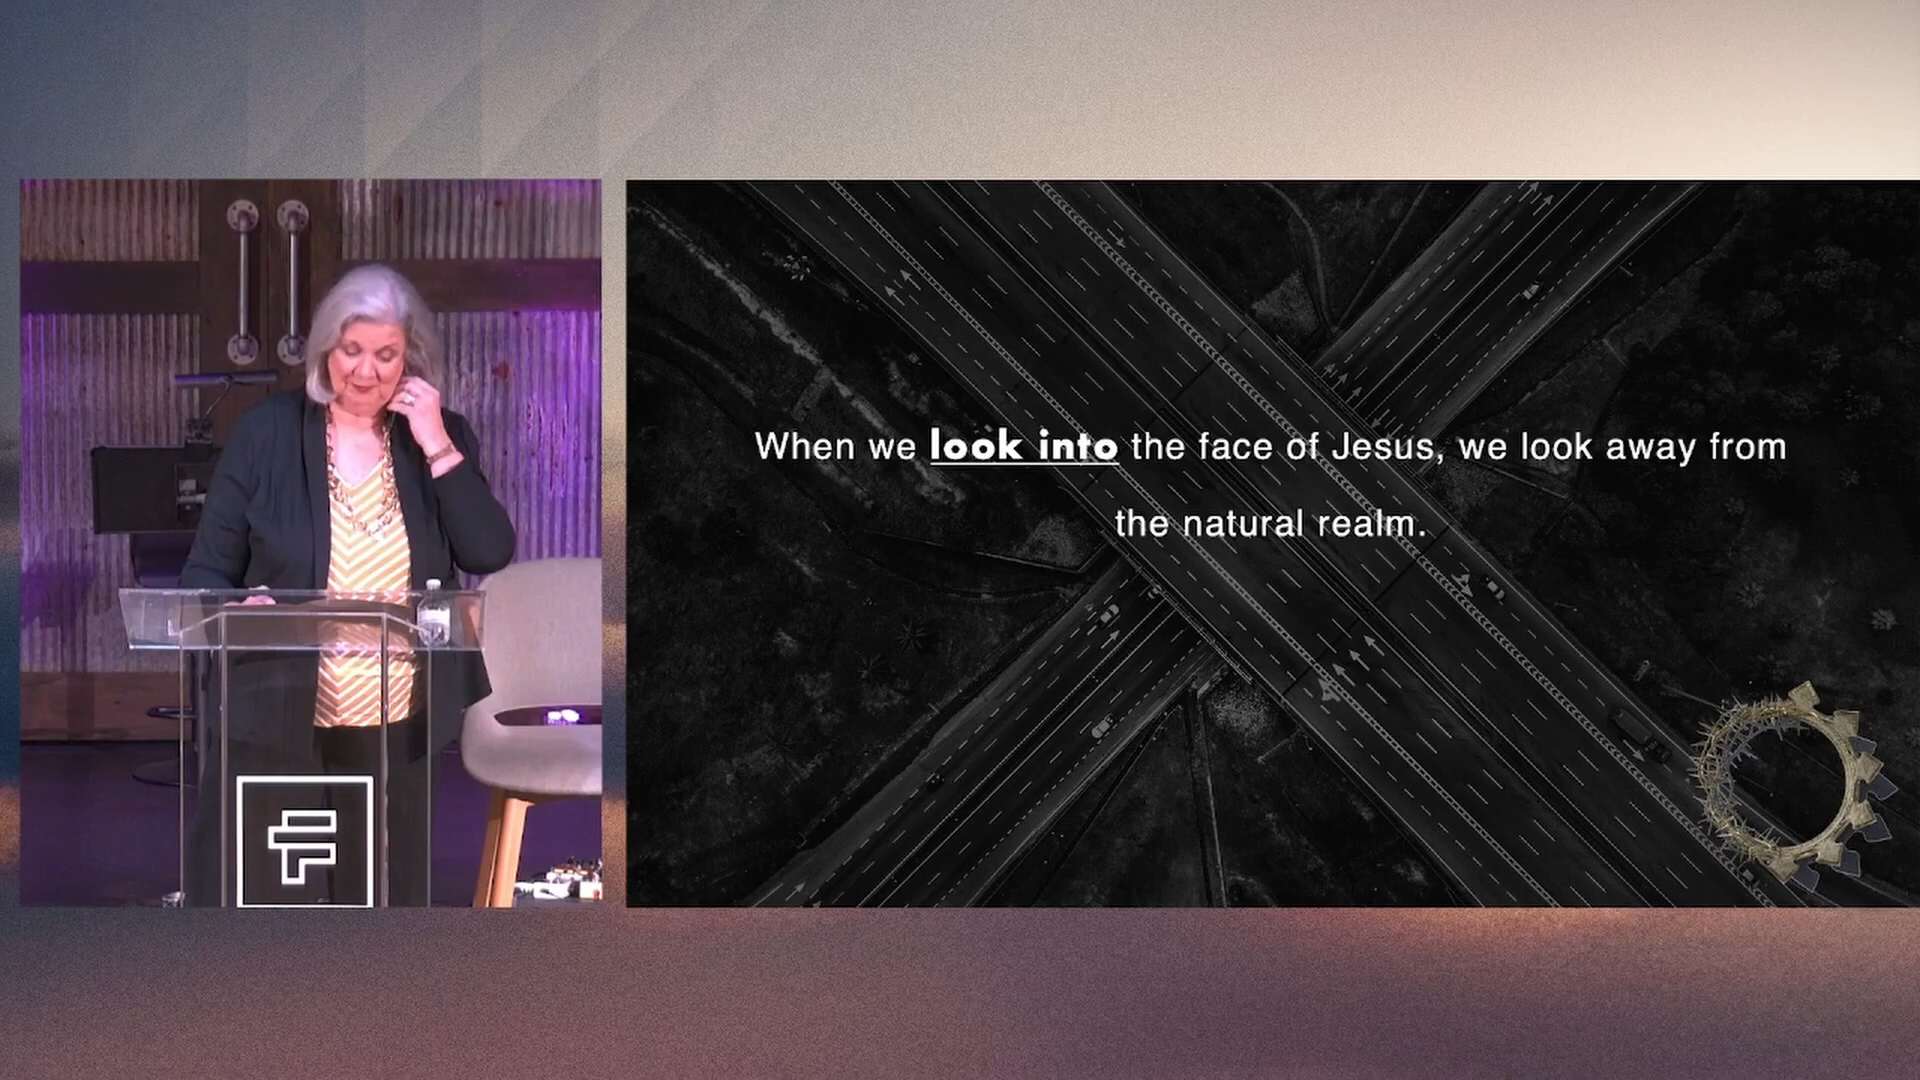 When we look into the face of Jesus, we look away from
the natural realm.